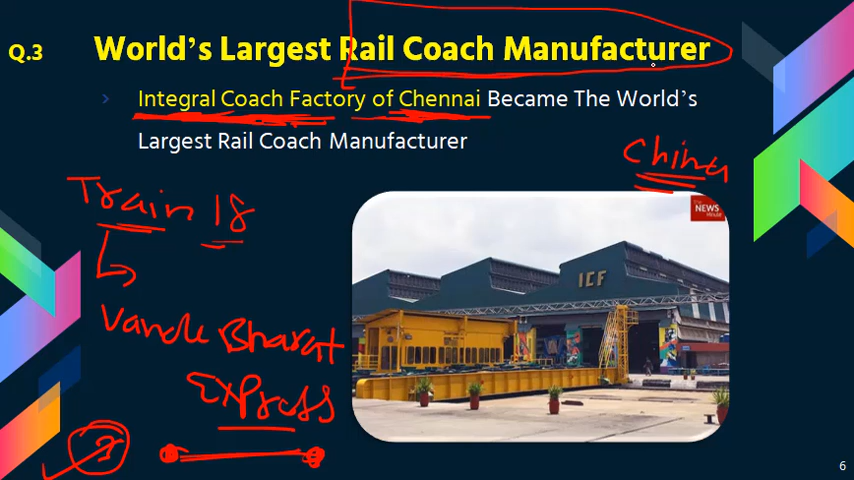 Q.3 World's Largest Rail Coach Manufacturer
Integral Coach Factory of Chennai Became The World's
Largest Rail Coach Manufacturer
China
Train 18
The NEWS
ICF
Vande Bharat
Express
6